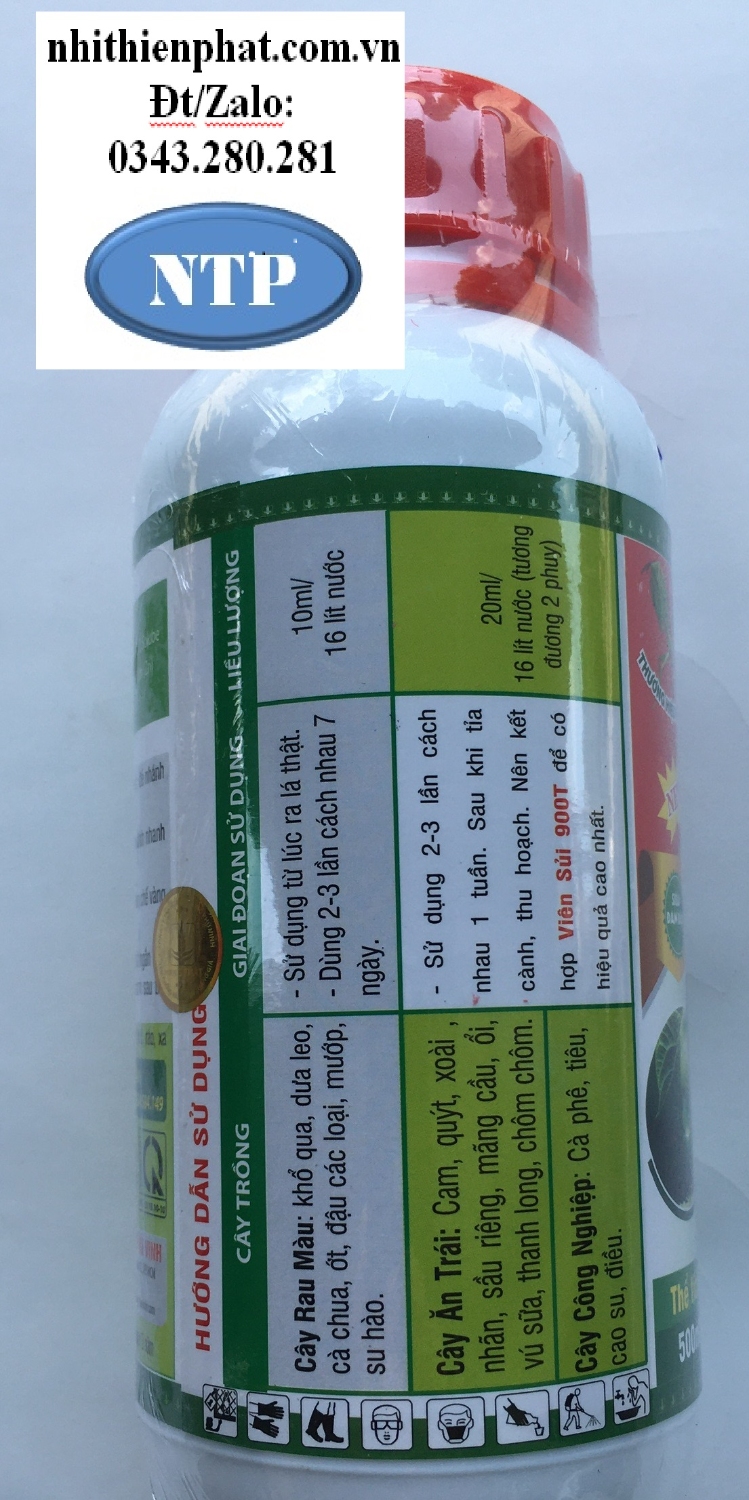 nhithienphat.com.vn
Đt/Zalo:
0343.280.281
NTP
HƯỚNG DẪN SỬ DỤNG
CÂY TRỒNG
GIAI ĐOẠN SỬ DỤNG
LIỀU LƯỢNG
Cây Rau Màu: khổ qua, dưa leo,
cà chua, ớt, đậu các loại, mướp,
su hào.
- Sử dụng từ lúc ra lá thật.
- Dùng 2-3 lần cách nhau 7
ngày.
10ml/
16 lít nước
Cây Ăn Trái: Cam, quýt, xoài ,
nhãn, sầu riêng, mãng cầu, ổi,
vú sữa, thanh long, chôm chôm.
Cây Công Nghiệp: Cà phê, tiêu,
cao su, điều.
- Sử dụng 2-3 lần cách
nhau 1 tuần. Sau khi tỉa
cành, thu hoạch. Nên kết
hợp Viên Sủi 900T để có
hiệu quả cao nhất.
20ml/
16 lít nước (tương
đương 2 phuy)
THƯƠNG
500